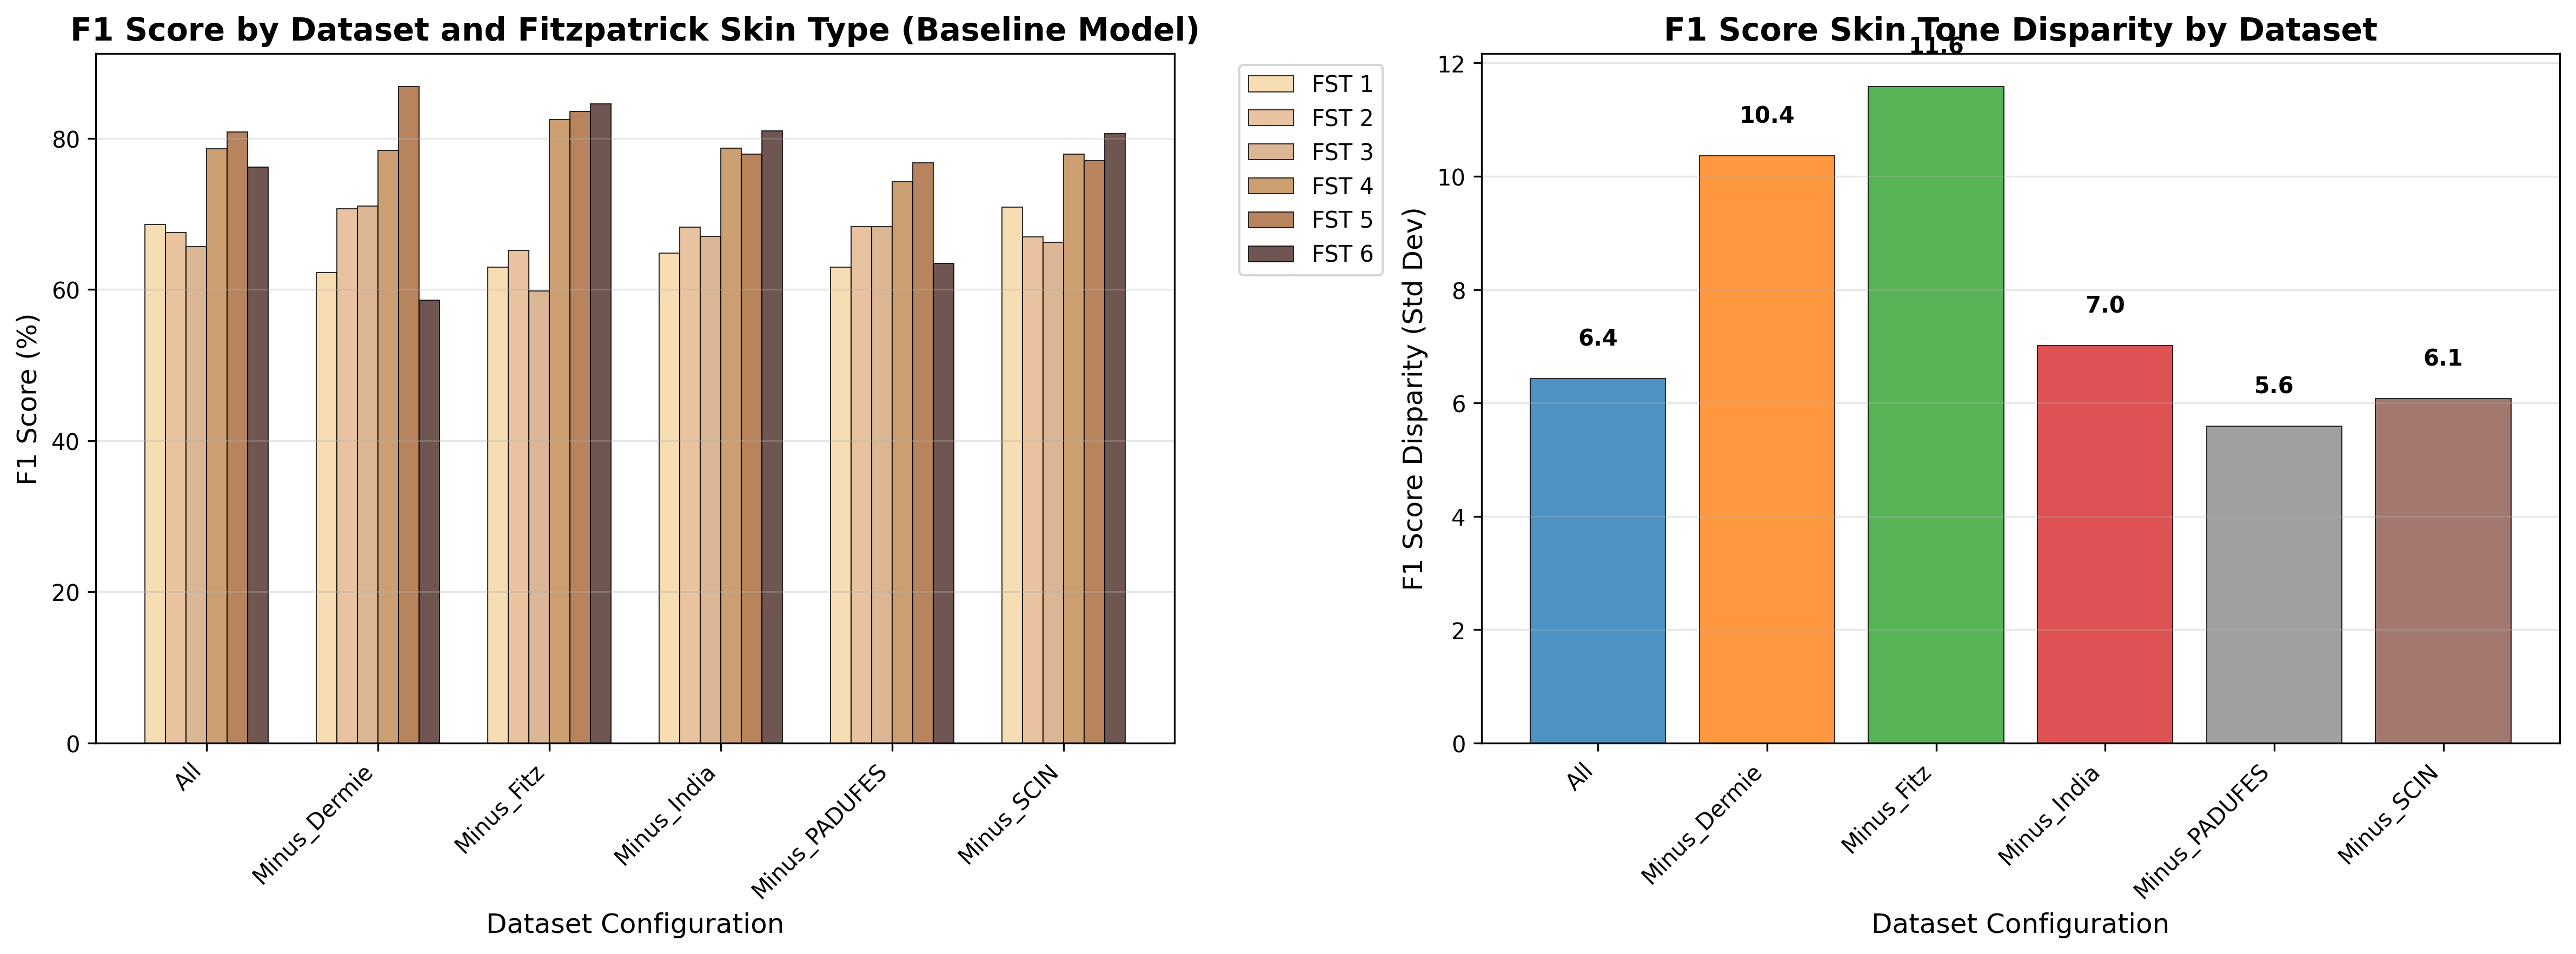 F1 Score by Dataset and Fitzpatrick Skin Type (Baseline Model)
F1 Score (%)
80
60
40
20
0
All
Minus_Dermie
Minus_Fitz
Minus_India
Minus_PADUFES
Minus_SCIN
Dataset Configuration
FST 1
FST 2
FST 3
FST 4
FST 5
FST 6
F1 Score Skin Tone Disparity by Dataset
F1 Score Disparity (Std Dev)
12
10
8
6
4
2
0
6.4
10.4
11.6
7.0
5.6
6.1
All
Minus_Dermie
Minus_Fitz
Minus_India
Minus_PADUFES
Minus_SCIN
Dataset Configuration